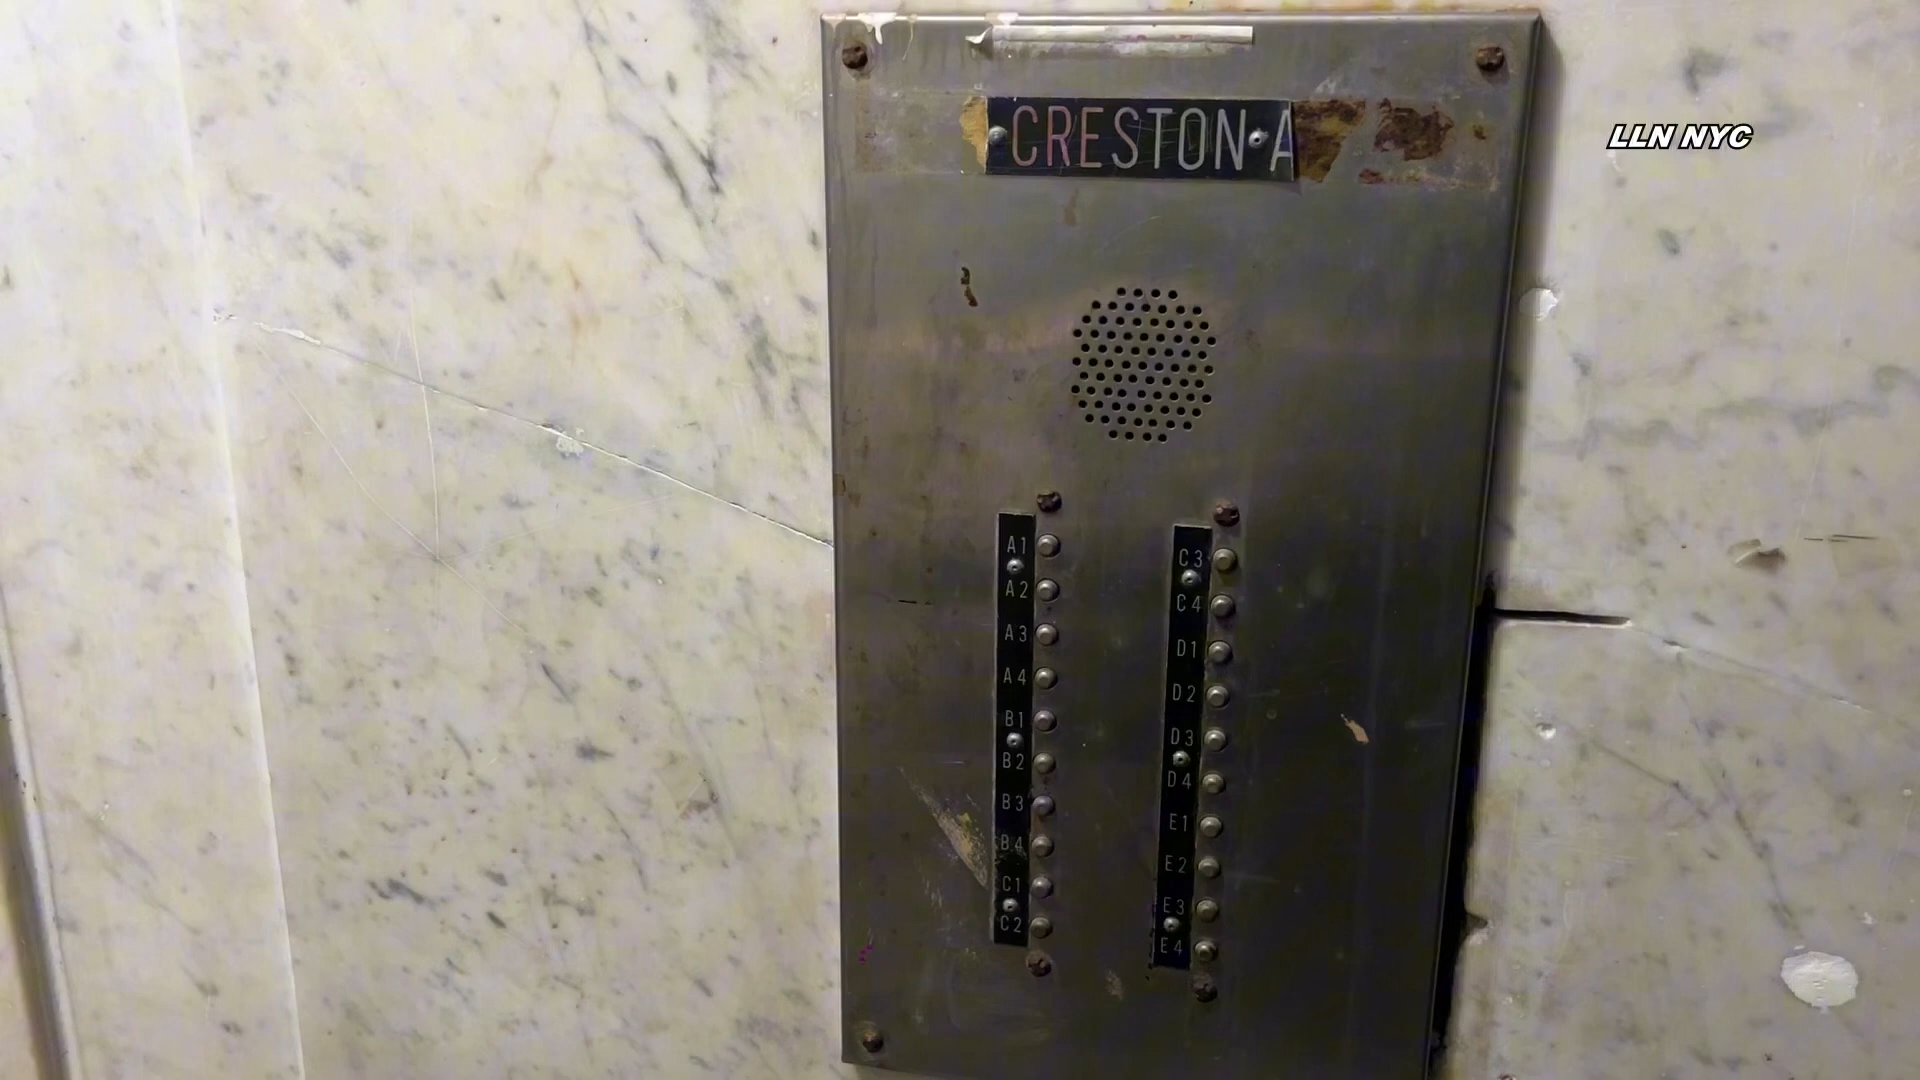 CRESTON A
LLN NYC
A1
A2
A3
A4
B1
B2
B3
B4
C1
C2
C3
C4
D1
D2
D3
D4
E1
E2
E3
E4